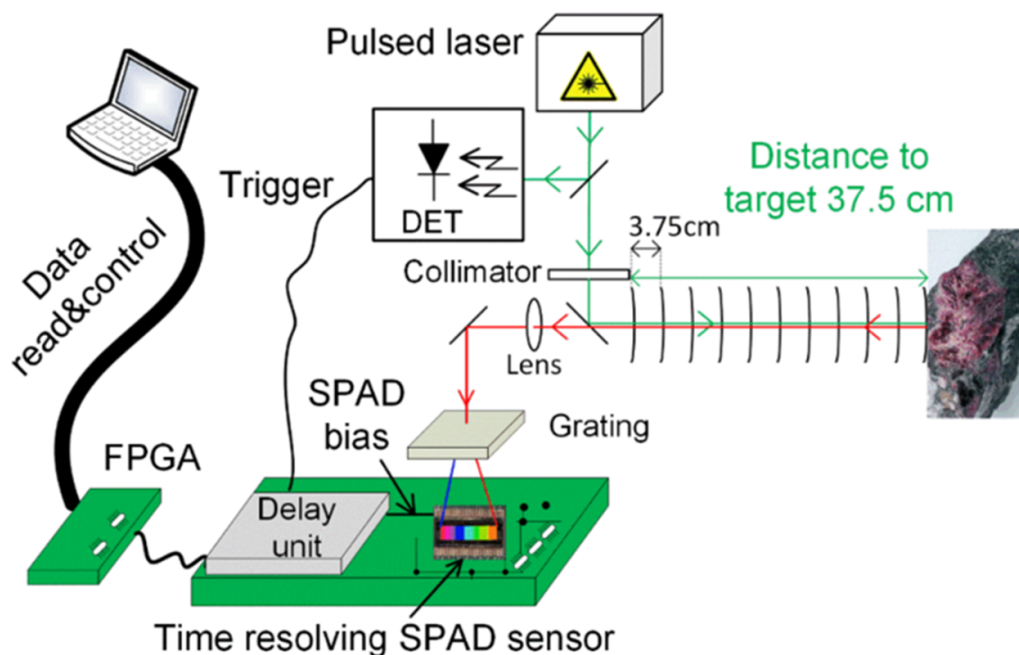 Pulsed laser
Trigger
DET
Distance to
target 37.5 cm
3.75cm
Collimator
Data
read&control
Lens
SPAD
bias
Grating
FPGA
Delay
unit
Time resolving SPAD sensor